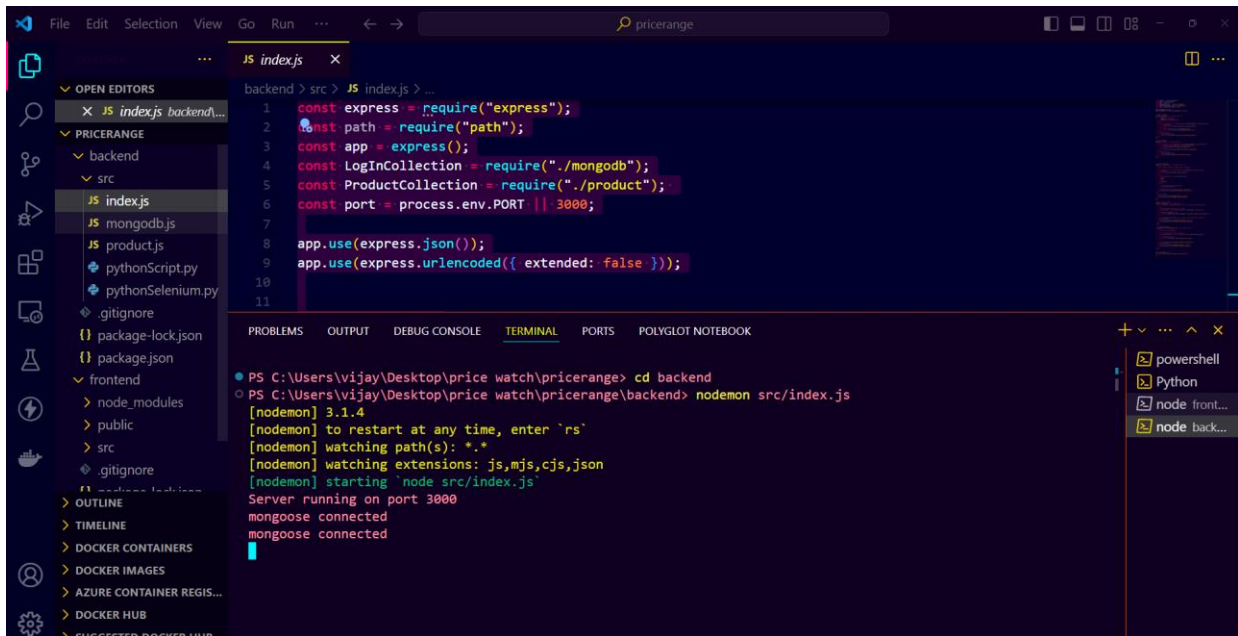 File Edit Selection View Go Run ... pricerange
...
JS index.js X
OPEN EDITORS
X JS index.js backend\...
PRICERANGE
backend
src
JS index.js
JS mongodb.js
JS product.js
pythonScript.py
pythonSelenium.py
.gitignore
{} package-lock.json
{} package.json
frontend
> node_modules
> public
> src
.gitignore
> OUTLINE
> TIMELINE
> DOCKER CONTAINERS
> DOCKER IMAGES
> AZURE CONTAINER REGIS...
> DOCKER HUB
backend > src > JS index.js > ...
1 const express = require("express");
2 const path = require("path");
3 const app = express();
4 const LogInCollection = require("./mongodb");
5 const ProductCollection = require("./product");
6 const port = process.env.PORT || 3000;
7
8 app.use(express.json());
9 app.use(express.urlencoded({ extended: false }));
10
11
PROBLEMS OUTPUT DEBUG CONSOLE TERMINAL PORTS POLYGLOT NOTEBOOK
PS C:\Users\vijay\Desktop\price watch\pricerange> cd backend
PS C:\Users\vijay\Desktop\price watch\pricerange\backend> nodemon src/index.js
[nodemon] 3.1.4
[nodemon] to restart at any time, enter `rs`
[nodemon] watching path(s): *.*
[nodemon] watching extensions: js,mjs,cjs,json
[nodemon] starting `node src/index.js`
Server running on port 3000
mongoose connected
mongoose connected
powershell
Python
node front...
node back...